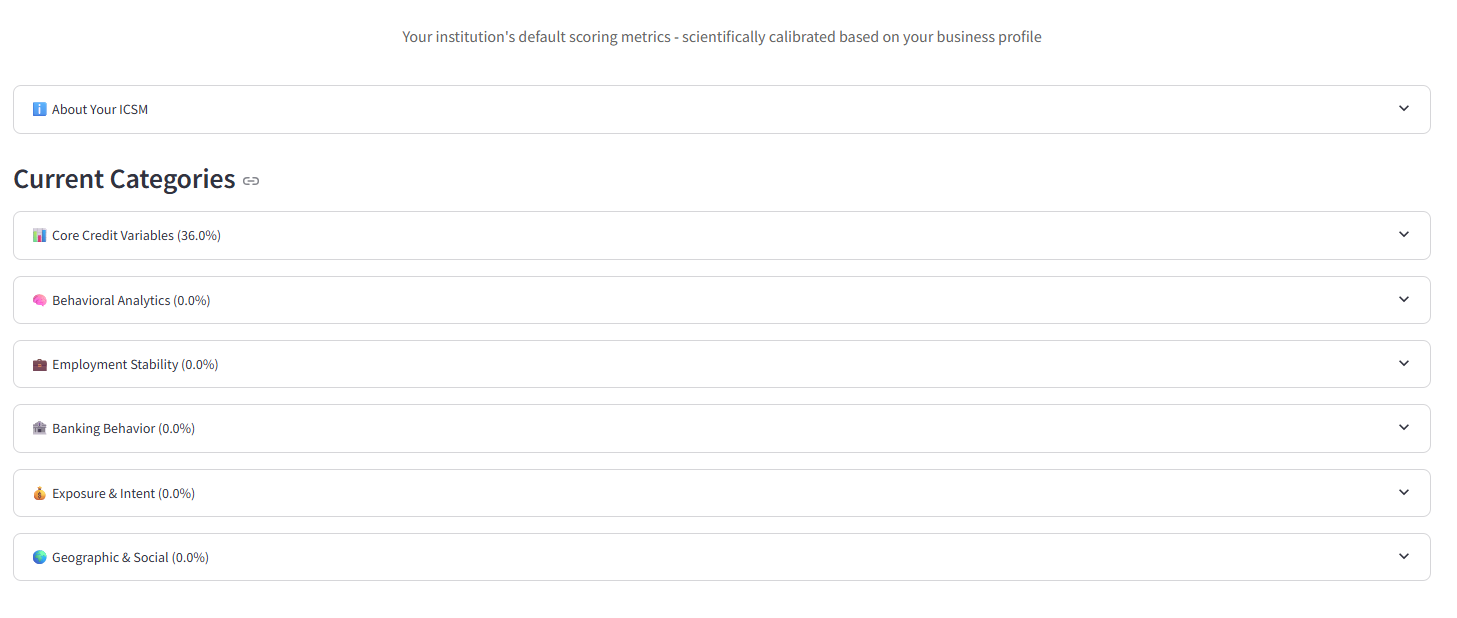 Your institution's default scoring metrics - scientifically calibrated based on your business profile
About Your ICSM
Current Categories
Core Credit Variables (36.0%)
Behavioral Analytics (0.0%)
Employment Stability (0.0%)
Banking Behavior (0.0%)
Exposure & Intent (0.0%)
Geographic & Social (0.0%)